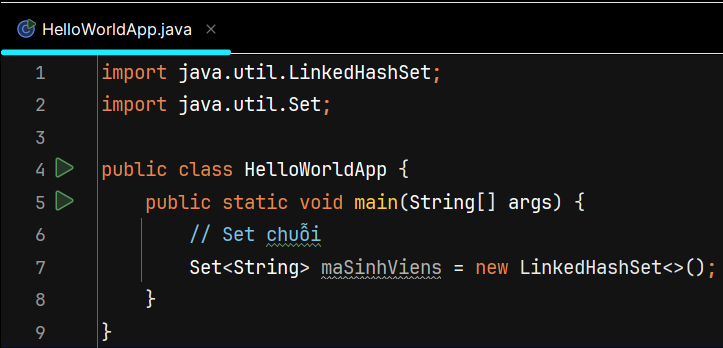 HelloWorldApp.java
1 import java.util.LinkedHashSet;
2 import java.util.Set;
3
4 public class HelloWorldApp {
5 public static void main(String[] args) {
6 // Set chuỗi
7 Set<String> maSinhViens = new LinkedHashSet<>();
8 }
9 }